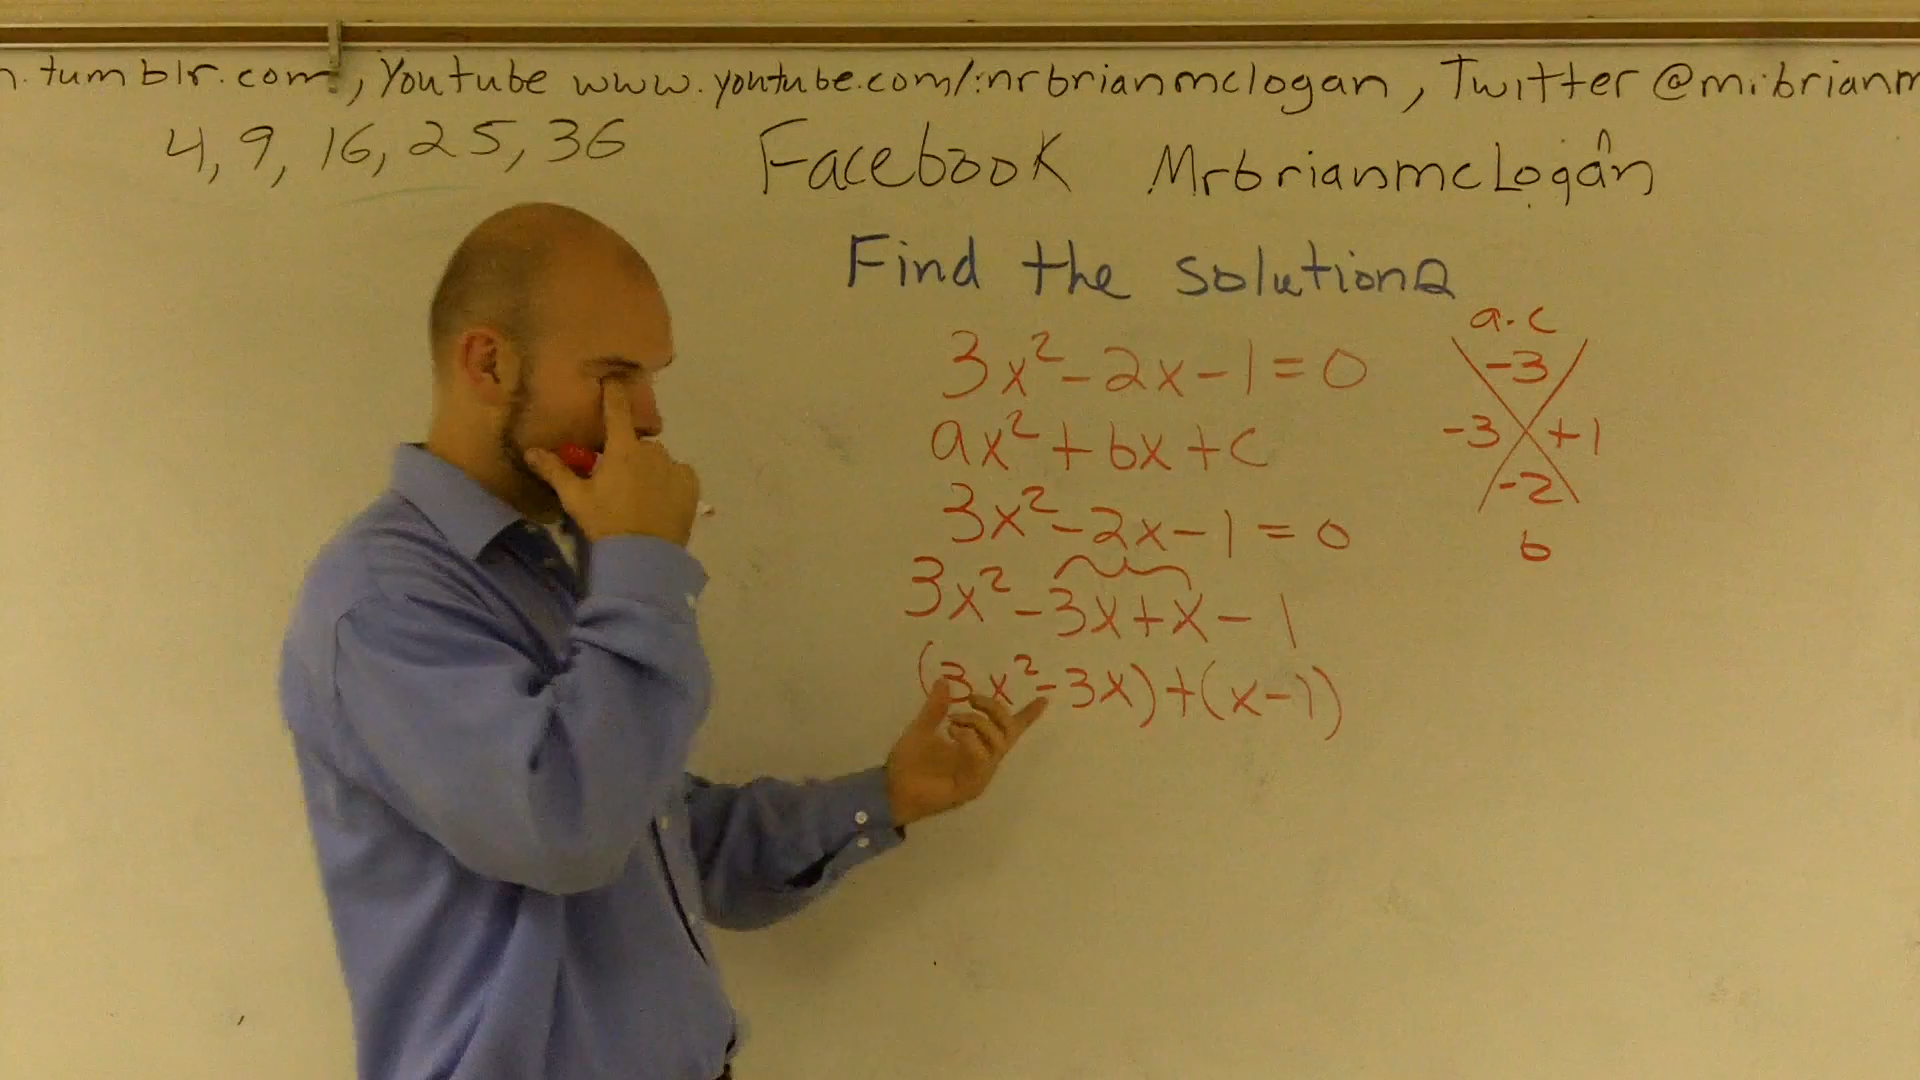 n.tumblr.com, Youtube www.youtube.com/mrbrianmclogan, Twitter @mrbrianm
4, 9, 16, 25, 36
Facebook MrbrianmcLogan
Find the solutions
3x² - 2x - 1 = 0
ax² + bx + c
3x² - 2x - 1 = 0
3x² - 3x + x - 1
(3x² - 3x) + (x - 1)
a·c
-3
-3 +1
-2
b